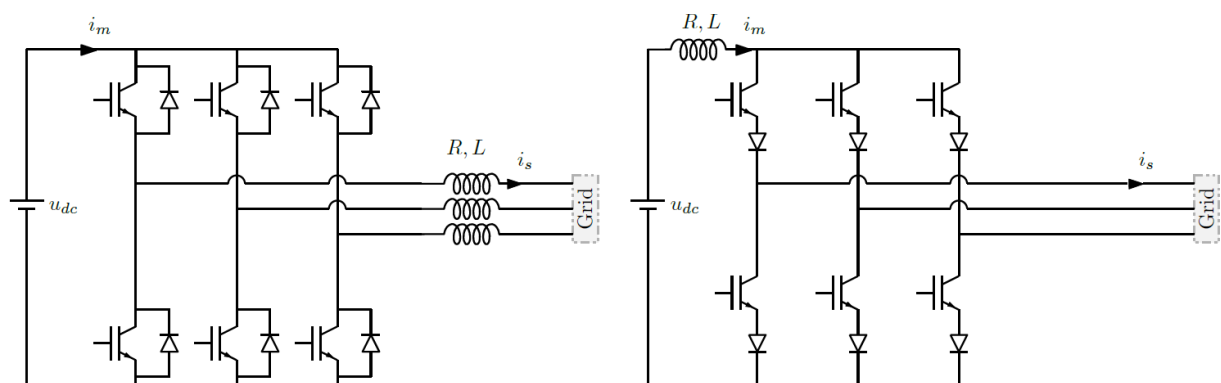 i_m
R, L
i_s
u_dc
Grid
R, L
i_m
i_s
u_dc
Grid